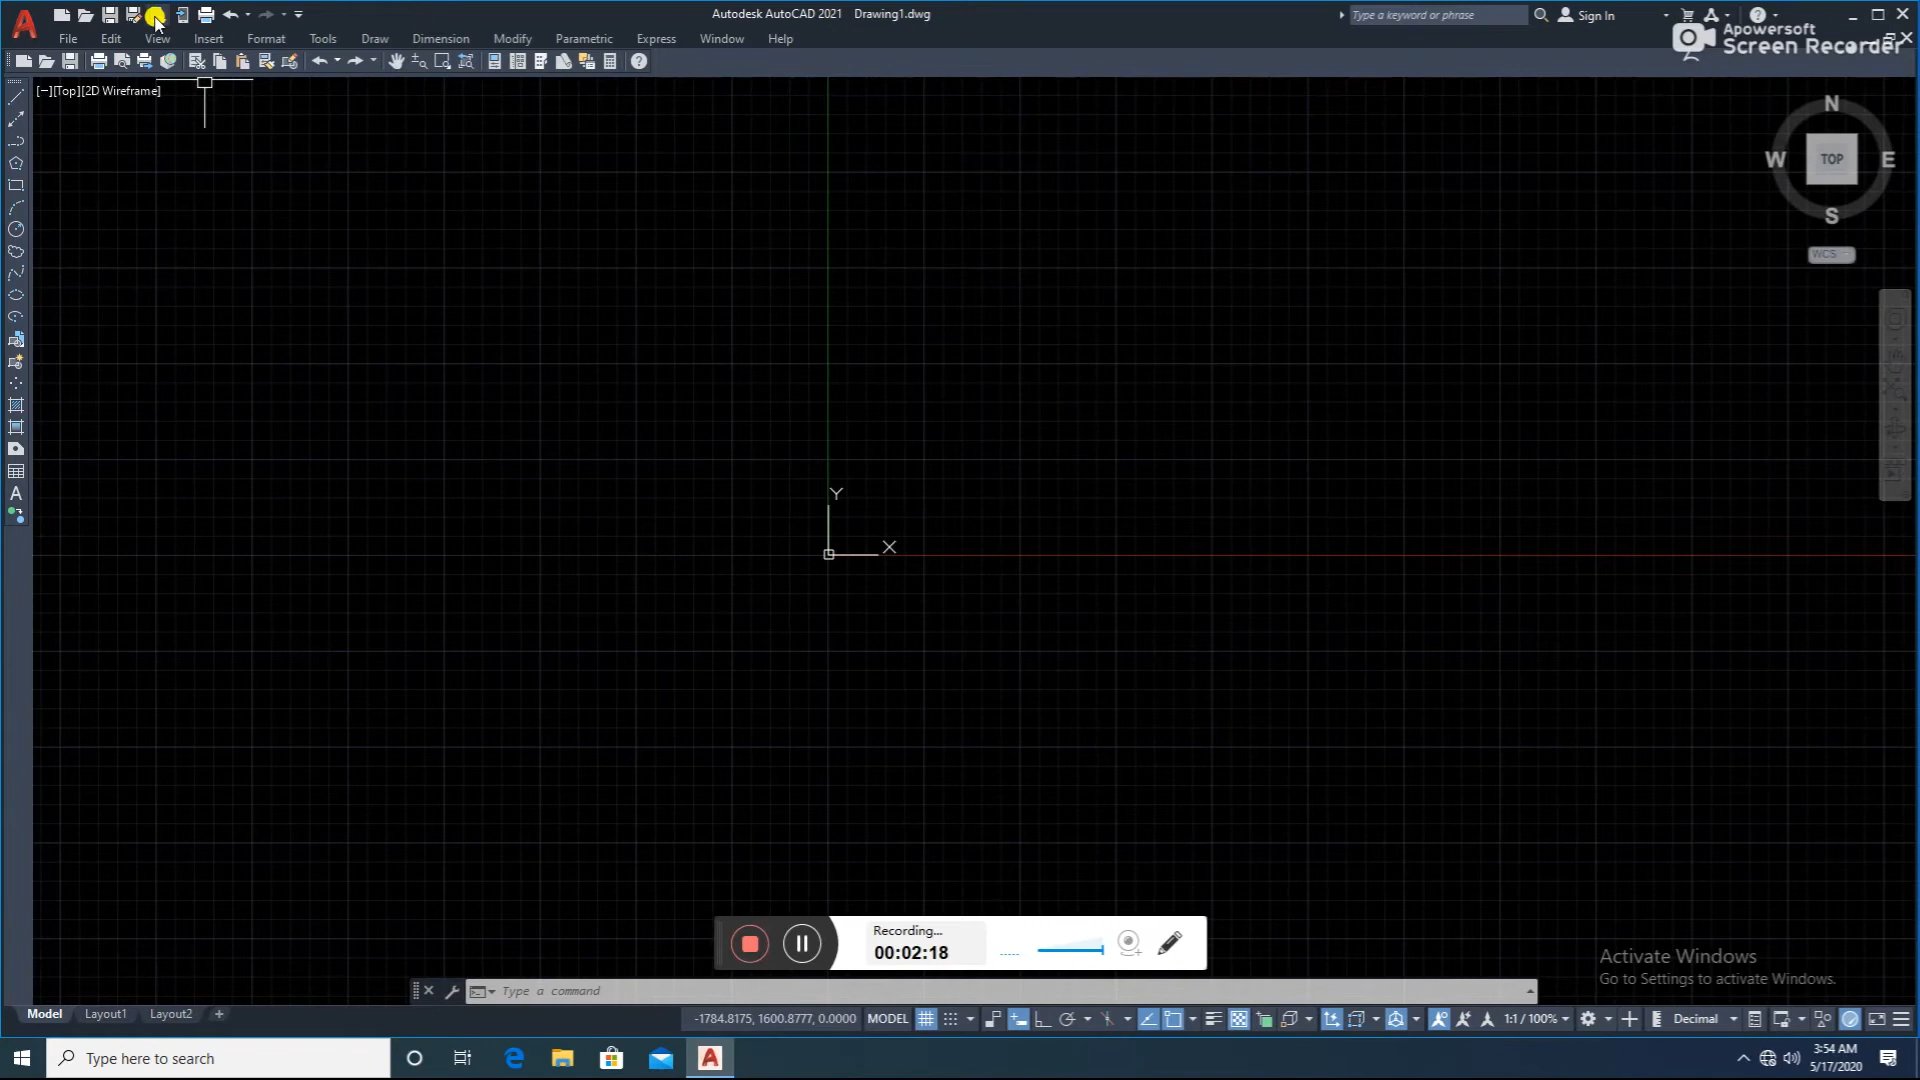 Autodesk AutoCAD 2021 Drawing1.dwg
Type a keyword or phrase
Sign In
File Edit View Insert Format Tools Draw Dimension Modify Parametric Express Window Help
Apowersoft
Screen Recorder
[−][Top][2D Wireframe]
N
W TOP E
S
WCS
Y
X
A
Recording...
00:02:18
Activate Windows
Go to Settings to activate Windows.
Type a command
Model Layout1 Layout2 +
-1784.8175, 1600.8777, 0.0000 MODEL 1:1 / 100% Decimal
Type here to search
3:54 AM
5/17/2020